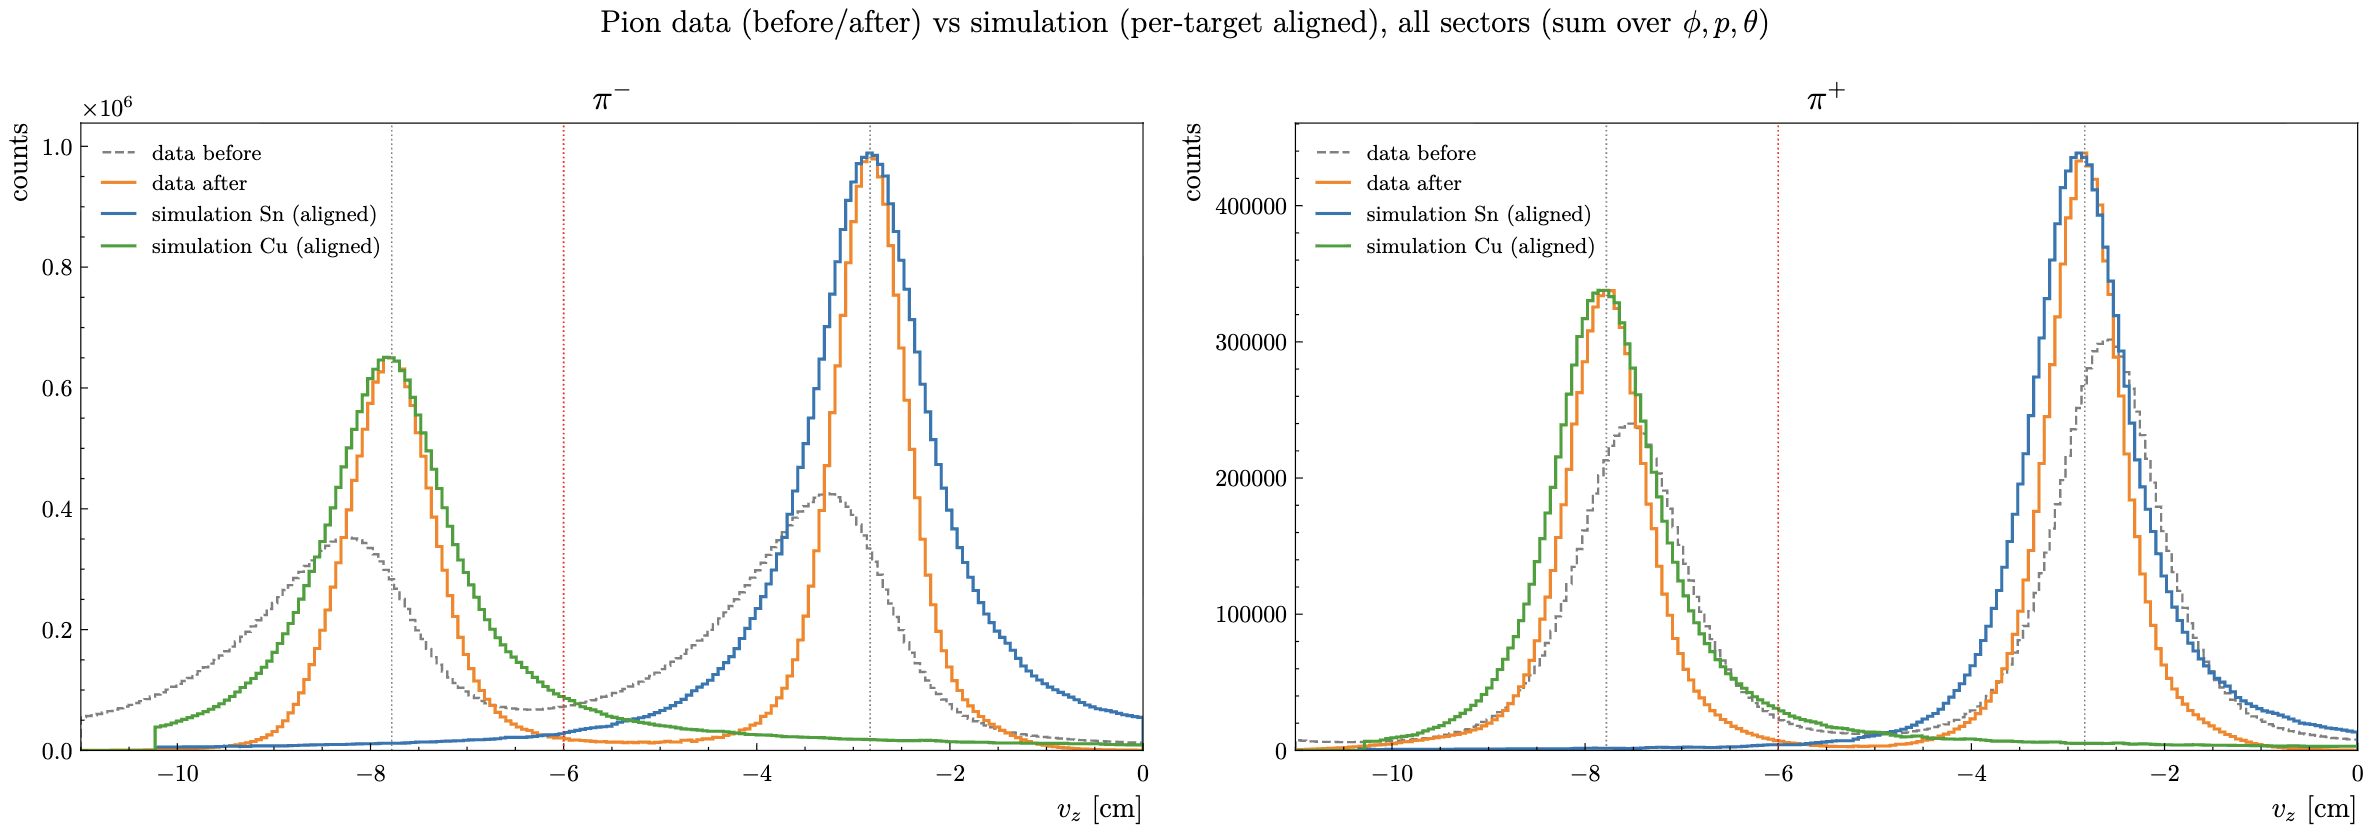 Pion data (before/after) vs simulation (per-target aligned), all sectors (sum over ϕ, p, θ)
π⁻
×10⁶
counts
1.0
0.8
0.6
0.4
0.2
0.0
data before
data after
simulation Sn (aligned)
simulation Cu (aligned)
−10 −8 −6 −4 −2 0
v_z [cm]
π⁺
counts
400000
300000
200000
100000
0
data before
data after
simulation Sn (aligned)
simulation Cu (aligned)
−10 −8 −6 −4 −2 0
v_z [cm]